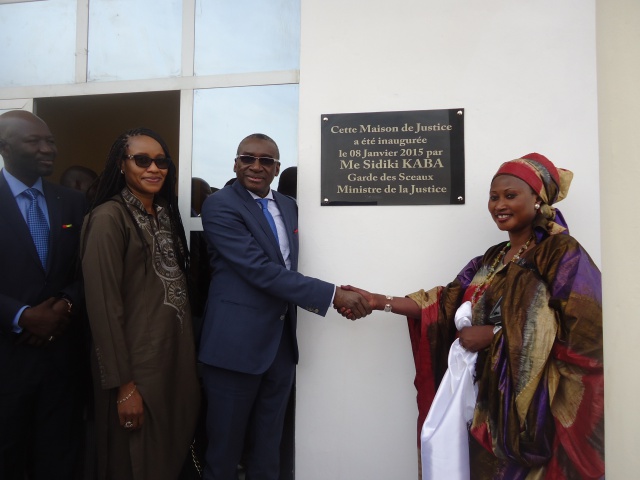 Cette Maison de Justice
a été inaugurée
le 08 Janvier 2015 par
Me Sidiki KABA
Garde des Sceaux
Ministre de la Justice